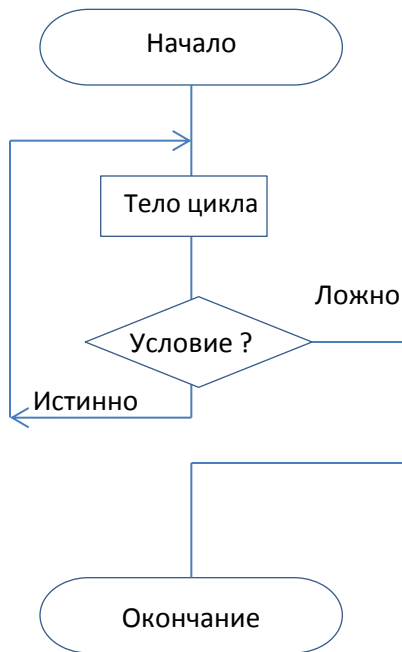 Начало
Тело цикла
Ложно
Условие ?
Истинно
Окончание